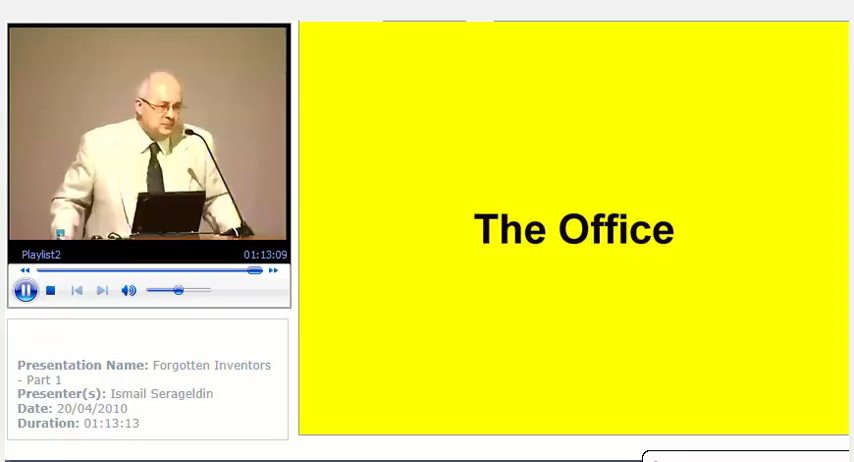 The Office
Playlist2
01:13:09
Presentation Name: Forgotten Inventors
- Part 1
Presenter(s): Ismail Serageldin
Date: 20/04/2010
Duration: 01:13:13